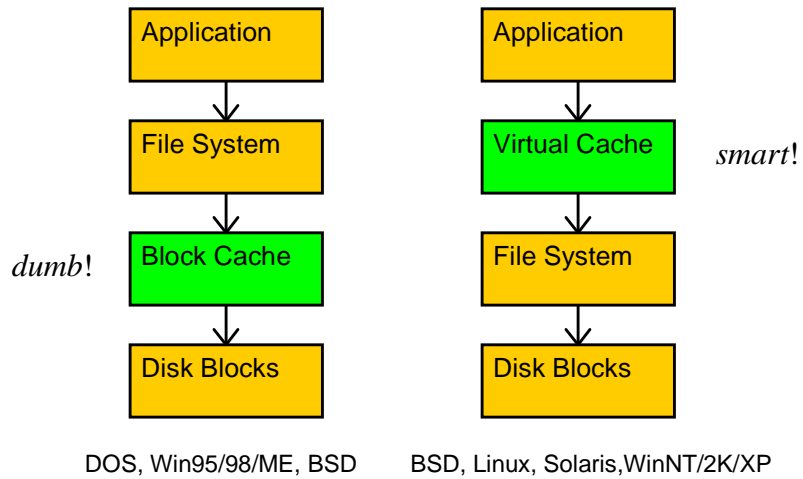 Application
File System
dumb!
Block Cache
Disk Blocks
DOS, Win95/98/ME, BSD
Application
Virtual Cache
smart!
File System
Disk Blocks
BSD, Linux, Solaris,WinNT/2K/XP